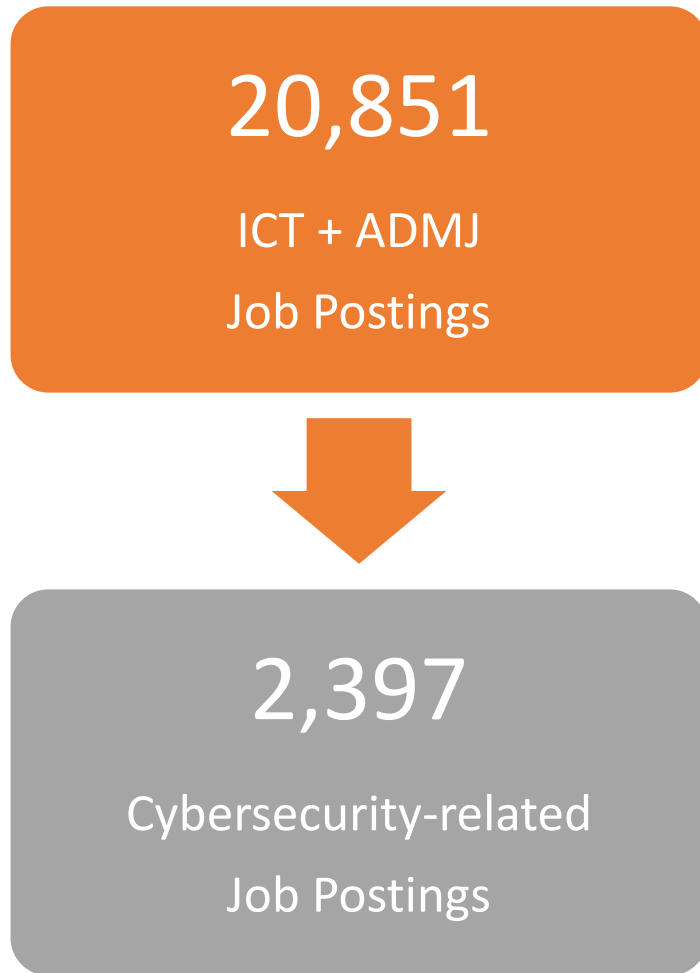 20,851
ICT + ADMJ
Job Postings
2,397
Cybersecurity-related
Job Postings